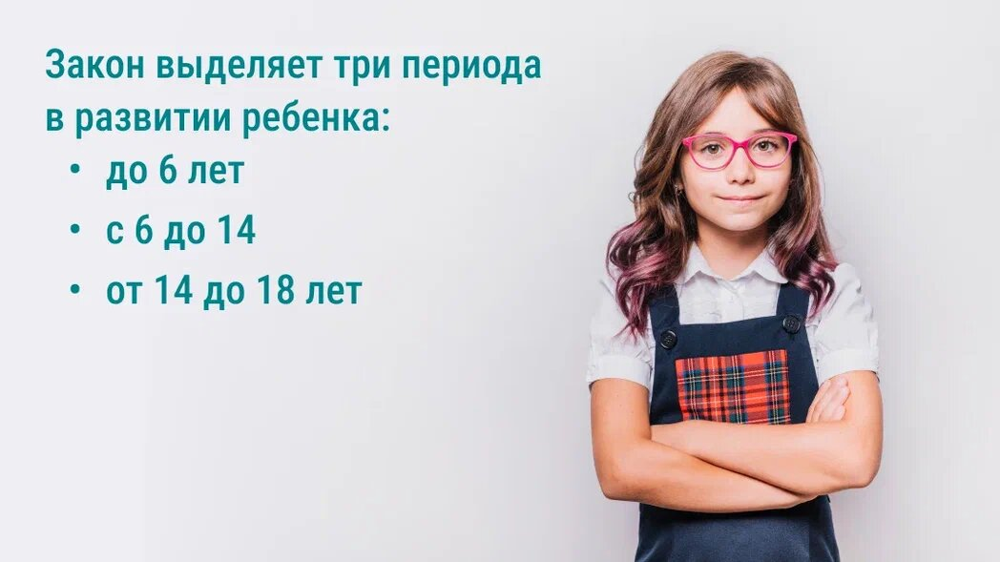 Закон выделяет три периода
в развитии ребенка:
• до 6 лет
• с 6 до 14
• от 14 до 18 лет